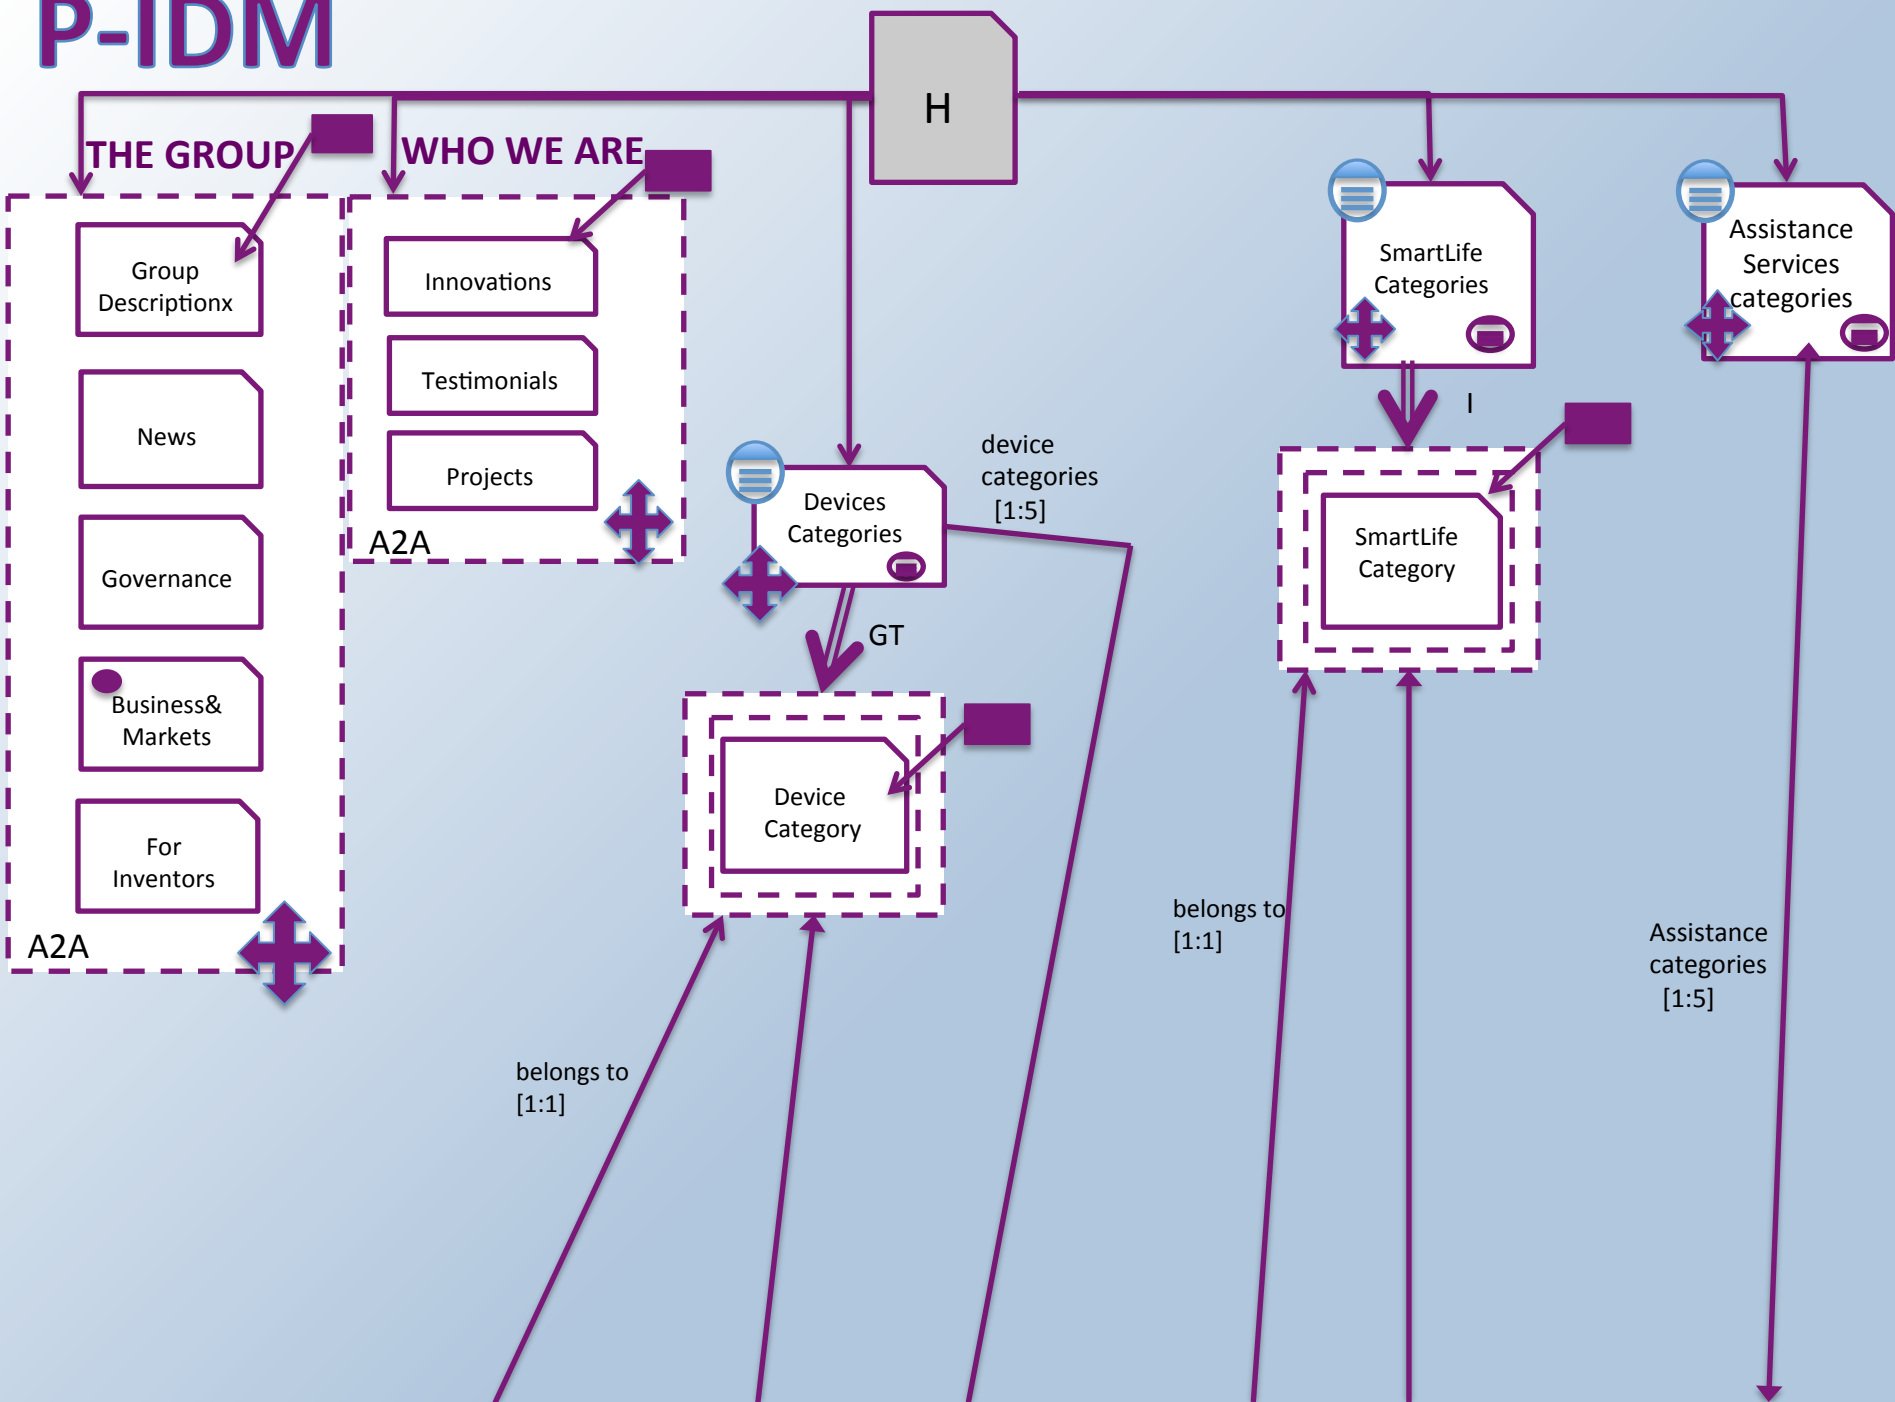 P-IDM
H
THE GROUP
WHO WE ARE
Group
Descriptionx
News
Governance
Business&
Markets
For
Inventors
A2A
Innovations
Testimonials
Projects
A2A
Devices
Categories
device
categories
[1:5]
GT
Device
Category
belongs to
[1:1]
SmartLife
Categories
I
SmartLife
Category
belongs to
[1:1]
Assistance
Services
categories
Assistance
categories
[1:5]